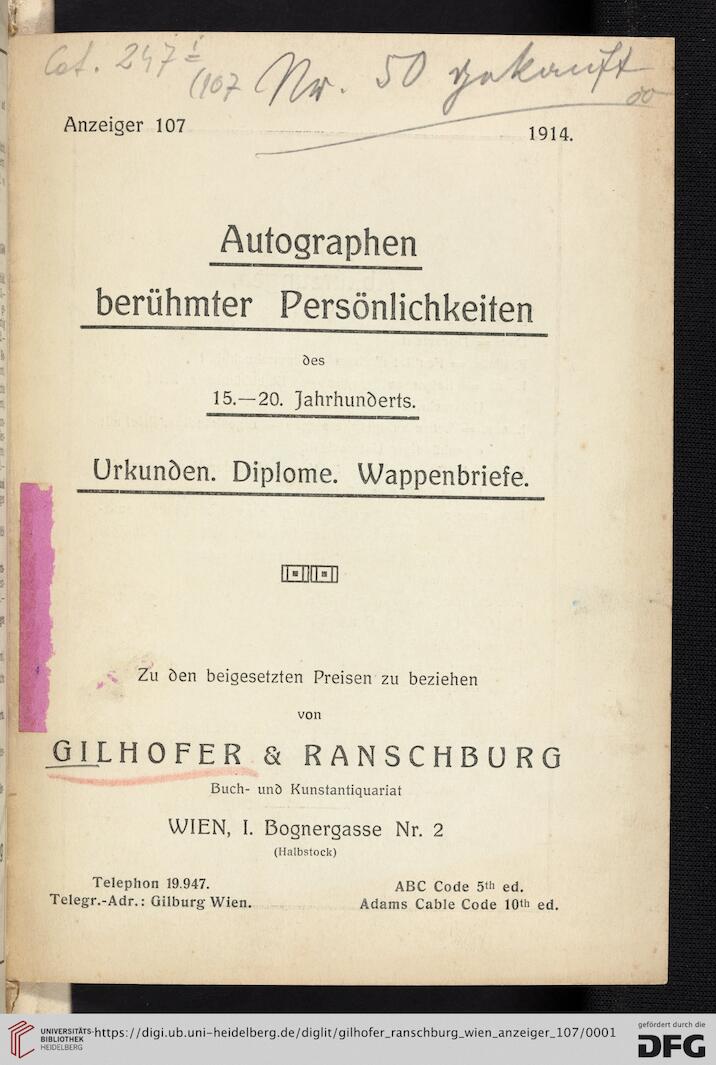 Cat. 247
(107 Nr. 50 gekauft
Anzeiger 107
1914.
Autographen
berühmter Persönlichkeiten
des
15.—20. Jahrhunderts.
Urkunden. Diplome. Wappenbriefe.
Zu den beigesetzten Preisen zu beziehen
von
GILHOFER & RANSCHBURG
Buch- und Kunstantiquariat
WIEN, I. Bognergasse Nr. 2
(Halbstock)
Telephon 19.947.
ABC Code 5th ed.
Telegr.-Adr.: Gilburg Wien.
Adams Cable Code 10th ed.
UNIVERSITÄTS-
BIBLIOTHEK
HEIDELBERG
https://digi.ub.uni-heidelberg.de/diglit/gilhofer_ranschburg_wien_anzeiger_107/0001
gefördert durch die
DFG